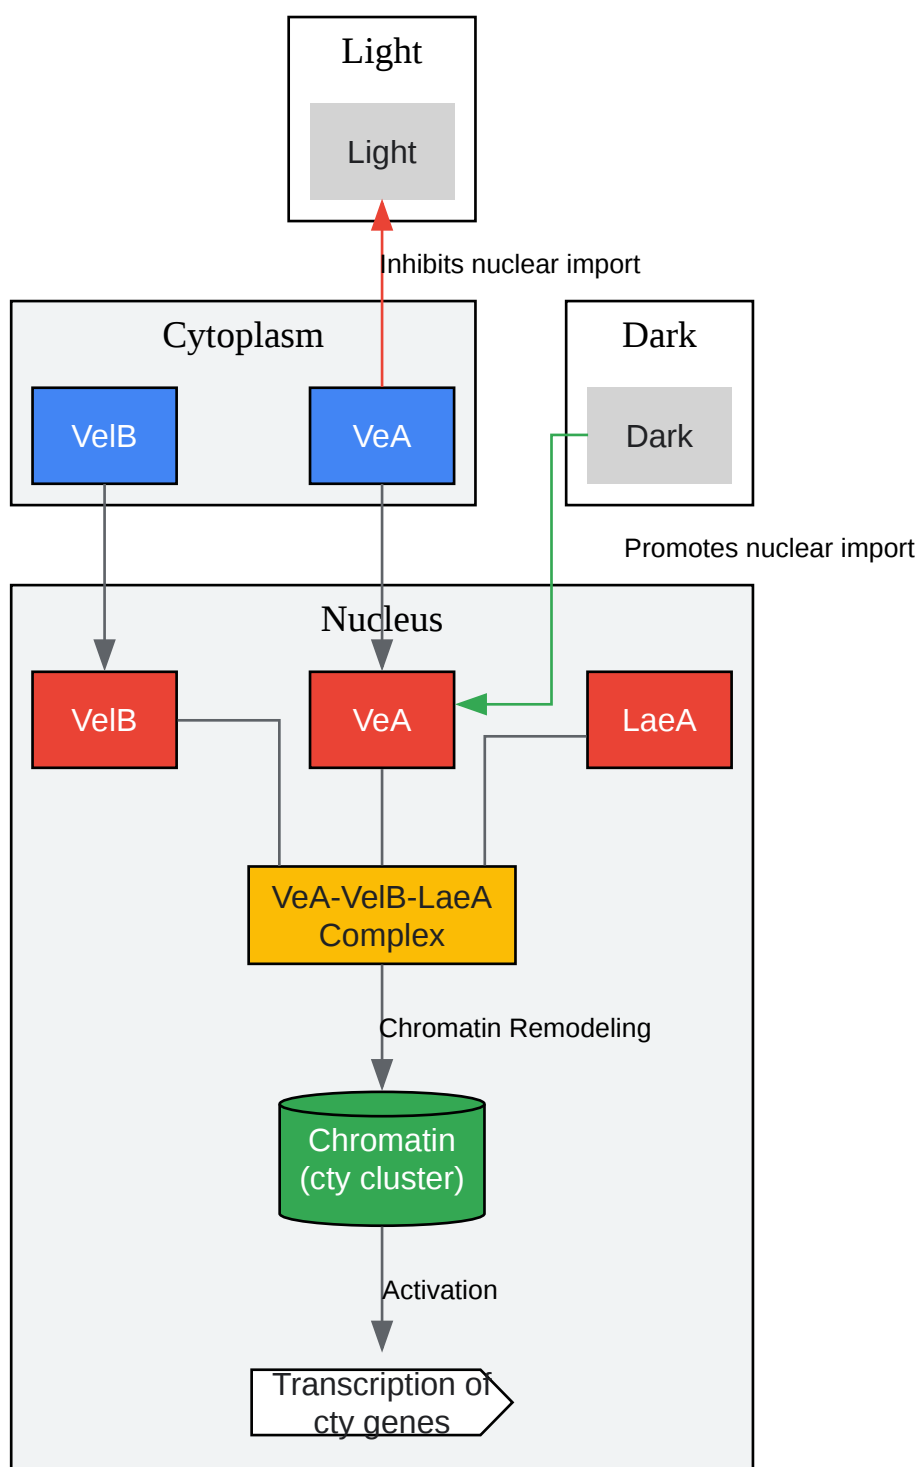 Light
Light
Inhibits nuclear import
Cytoplasm
Dark
VelB
VeA
Dark
Promotes nuclear import
Nucleus
VelB
VeA
LaeA
VeA-VelB-LaeA
Complex
Chromatin Remodeling
Chromatin
(cty cluster)
Activation
Transcription of
cty genes